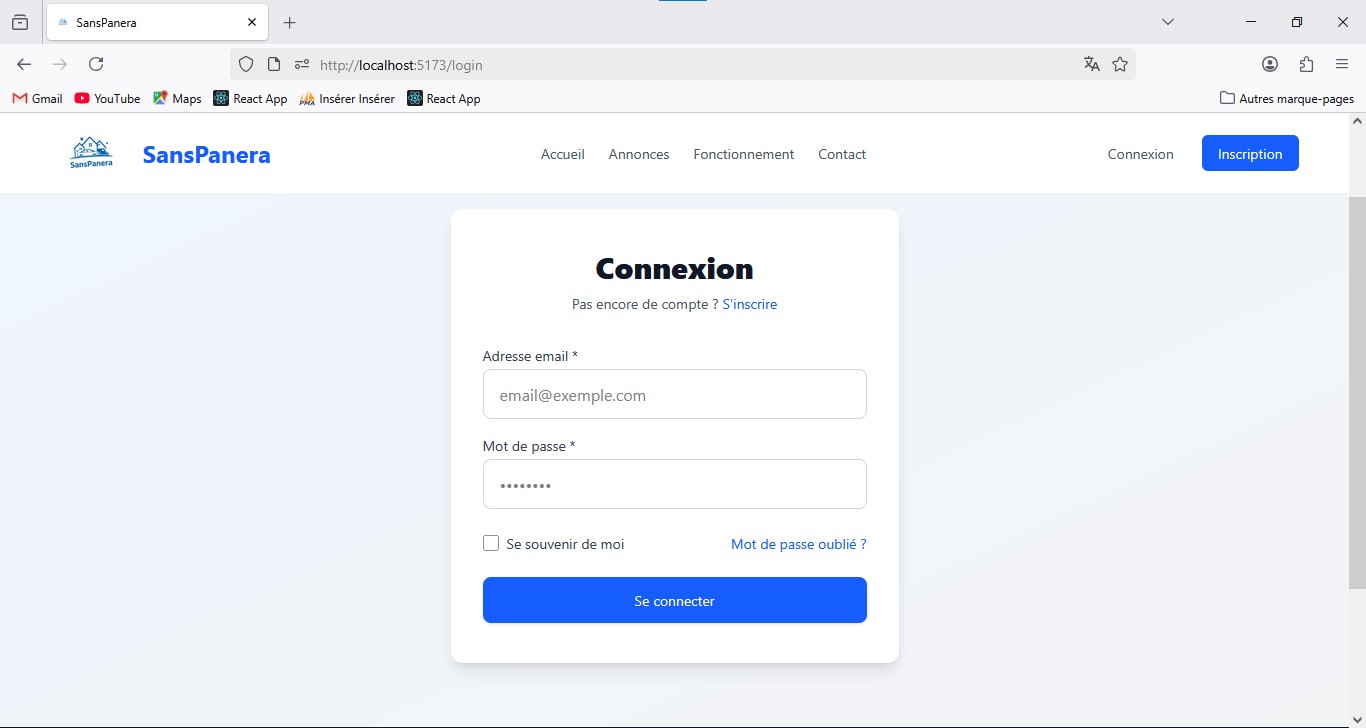 SansPanera
http://localhost:5173/login
Gmail YouTube Maps React App Insérer Insérer React App Autres marque-pages
SansPanera SansPanera Accueil Annonces Fonctionnement Contact Connexion Inscription
Connexion
Pas encore de compte ? S'inscrire
Adresse email *
email@exemple.com
Mot de passe *
••••••••
Se souvenir de moi Mot de passe oublié ?
Se connecter